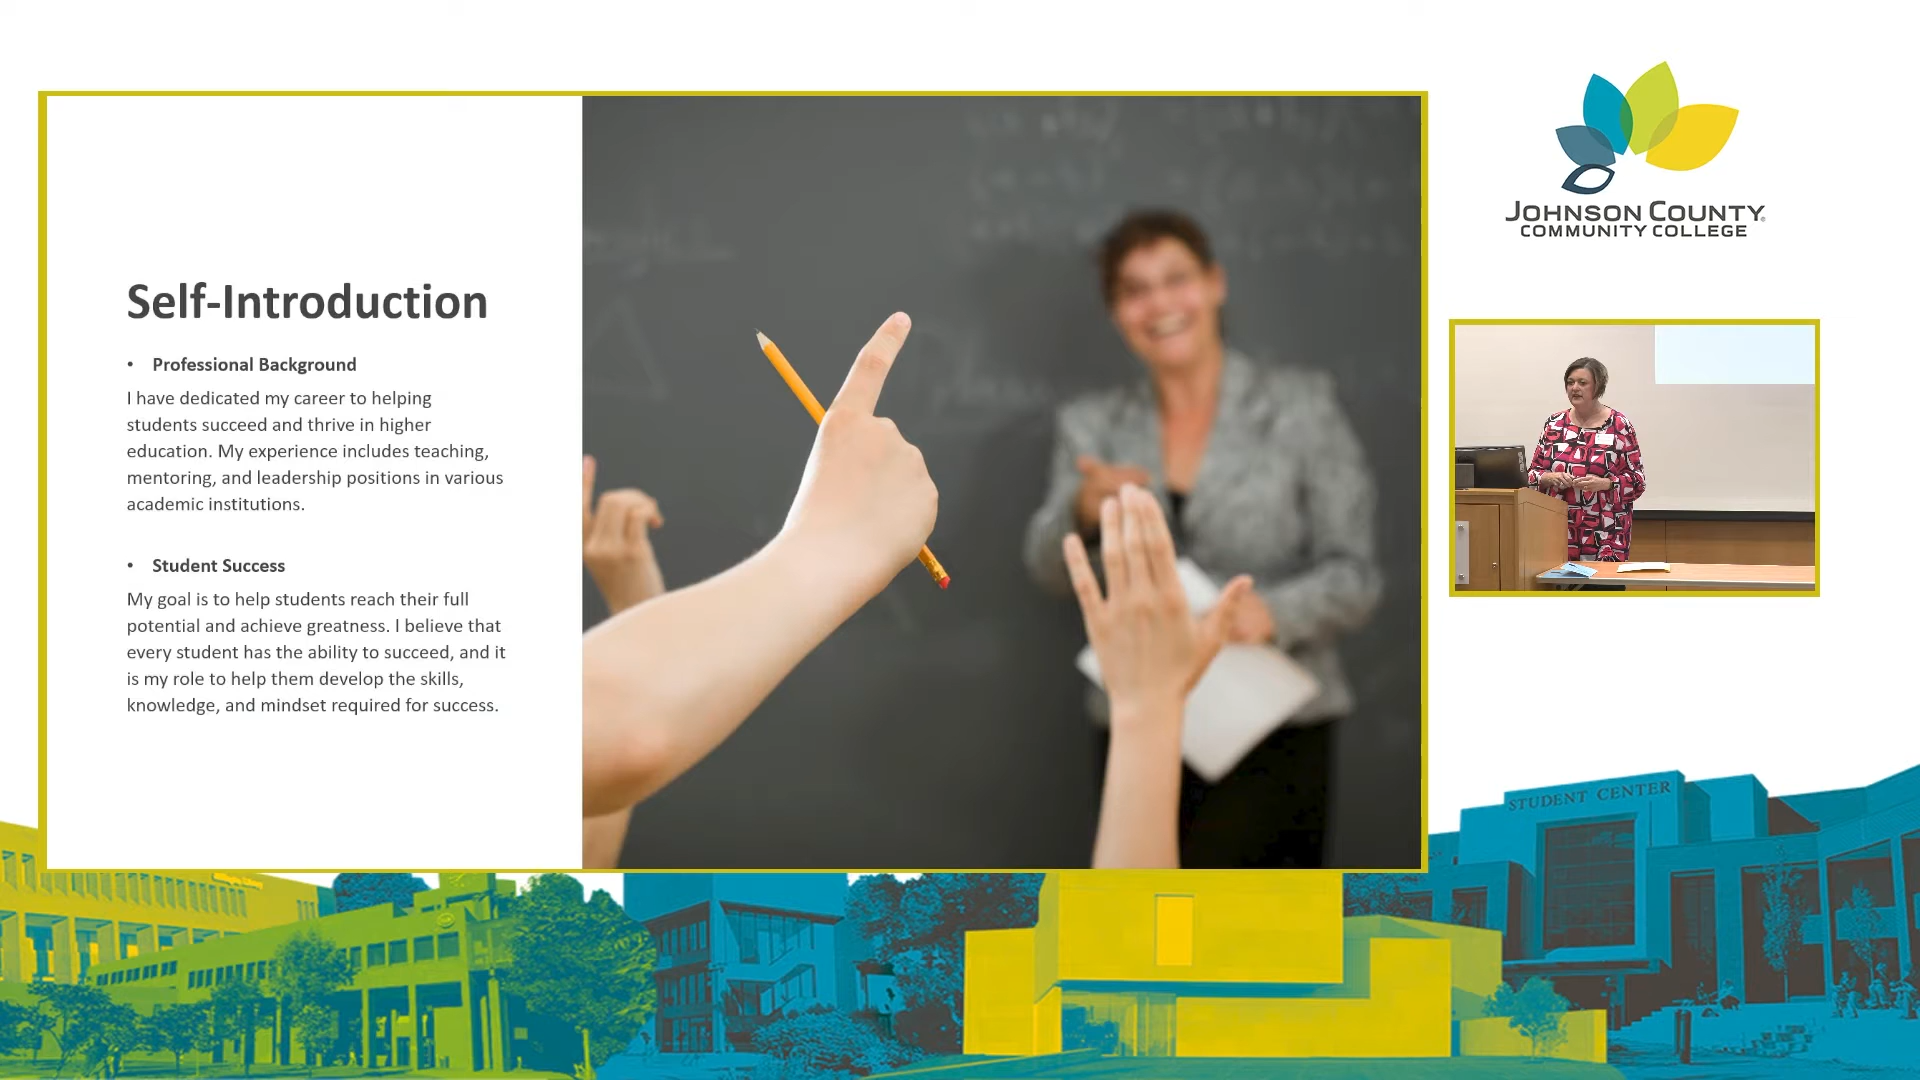 Self-Introduction
• Professional Background
I have dedicated my career to helping
students succeed and thrive in higher
education. My experience includes teaching,
mentoring, and leadership positions in various
academic institutions.
• Student Success
My goal is to help students reach their full
potential and achieve greatness. I believe that
every student has the ability to succeed, and it
is my role to help them develop the skills,
knowledge, and mindset required for success.
JOHNSON COUNTY®
COMMUNITY COLLEGE
STUDENT CENTER